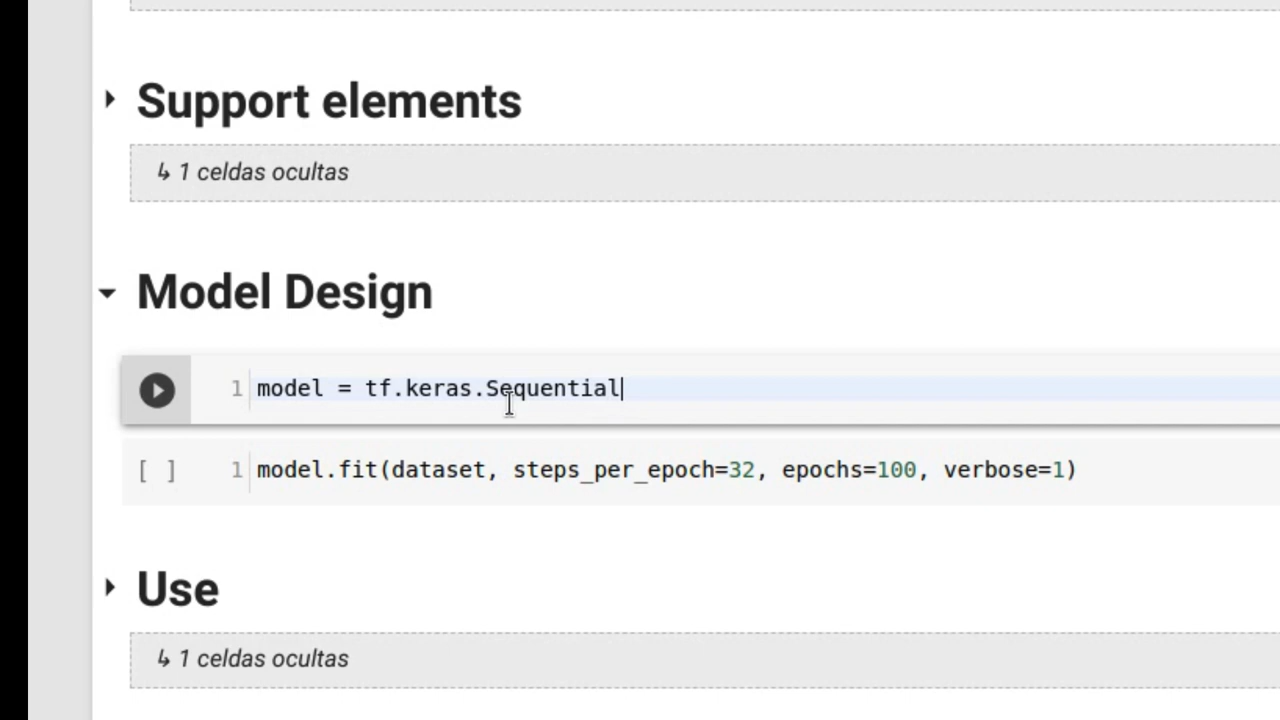 Support elements
↳ 1 celdas ocultas
Model Design
1 model = tf.keras.Sequential
[ ] 1 model.fit(dataset, steps_per_epoch=32, epochs=100, verbose=1)
Use
↳ 1 celdas ocultas